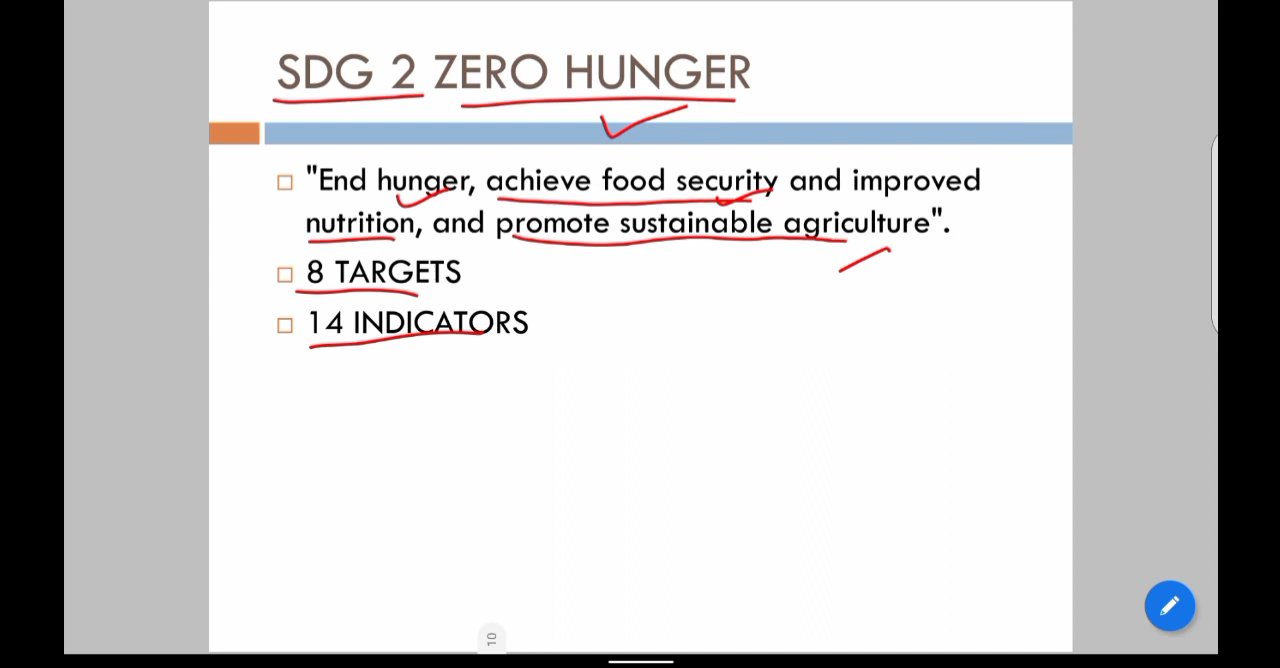 SDG 2 ZERO HUNGER
"End hunger, achieve food security and improved
nutrition, and promote sustainable agriculture".
8 TARGETS
14 INDICATORS
10